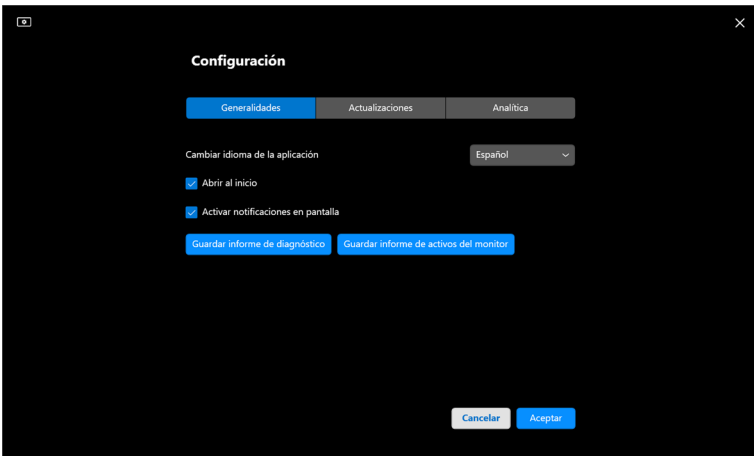 Configuración
Generalidades Actualizaciones Analítica
Cambiar idioma de la aplicación Español
Abrir al inicio
Activar notificaciones en pantalla
Guardar informe de diagnóstico Guardar informe de activos del monitor
Cancelar Aceptar